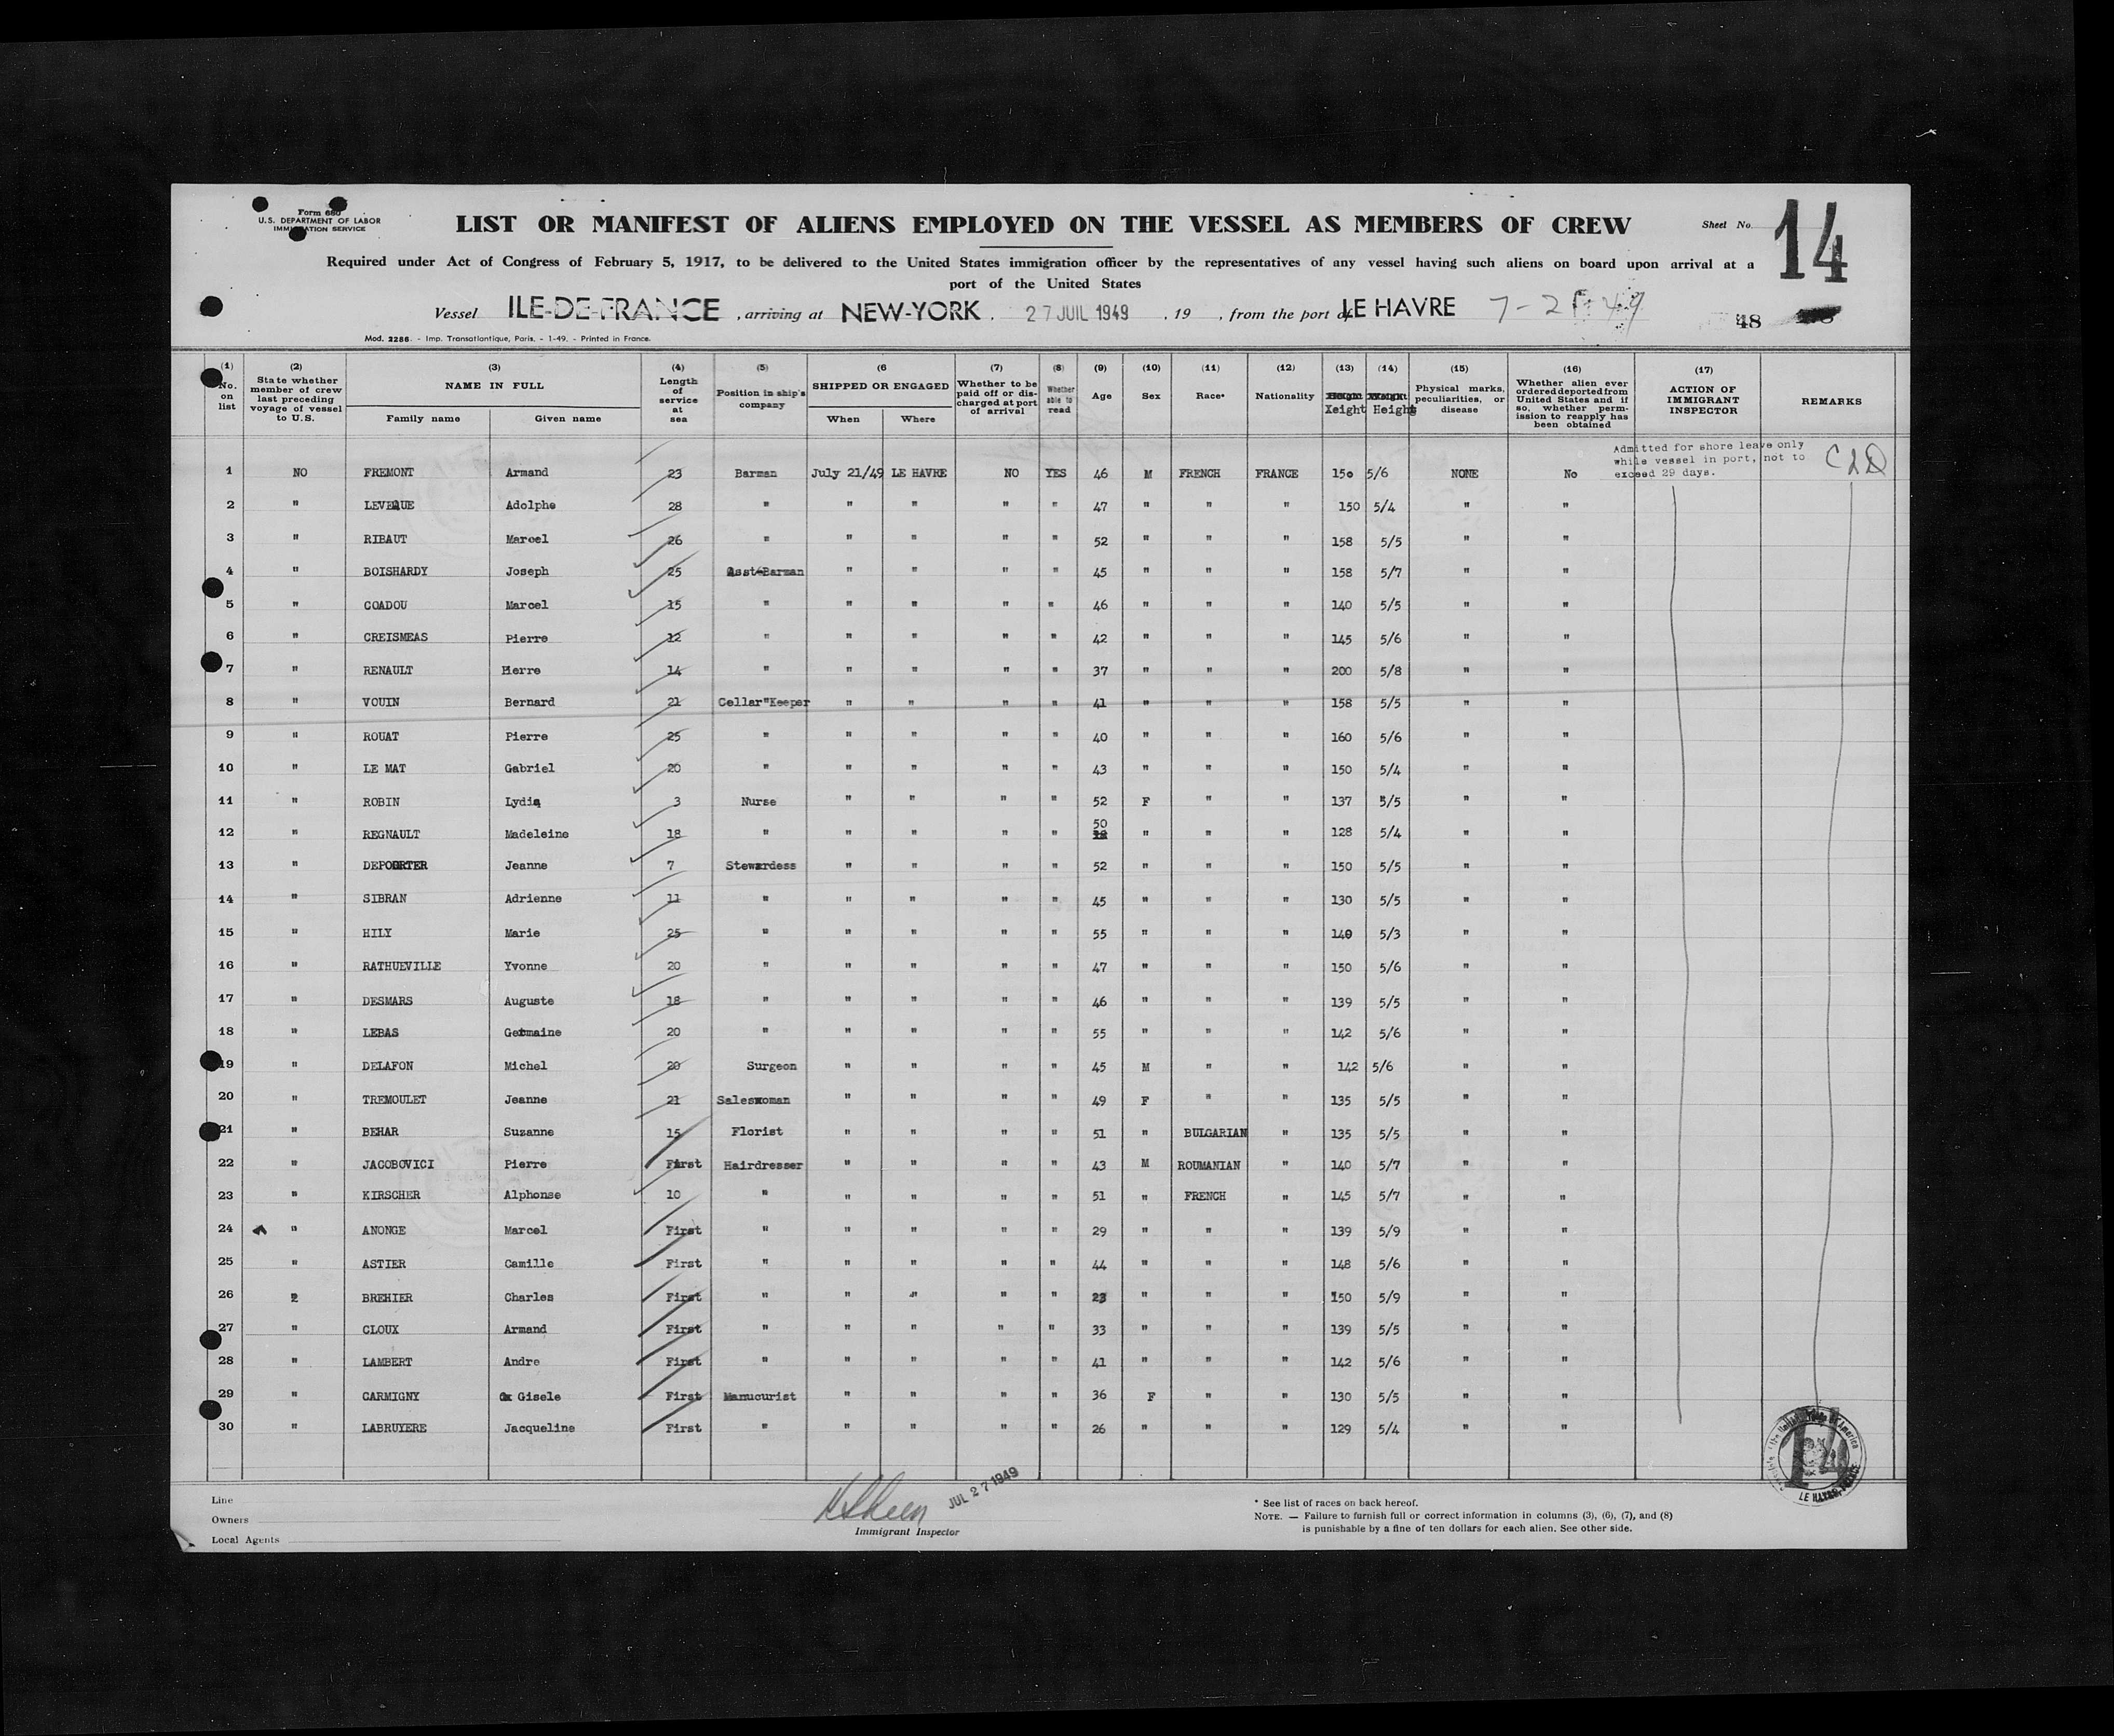 Form 680
U.S. DEPARTMENT OF LABOR
IMMIGRATION SERVICE
LIST OR MANIFEST OF ALIENS EMPLOYED ON THE VESSEL AS MEMBERS OF CREW
Sheet No. 14
Required under Act of Congress of February 5, 1917, to be delivered to the United States immigration officer by the representatives of any vessel having such aliens on board upon arrival at a
port of the United States
Vessel ILE-DE-FRANCE , arriving at NEW-YORK . 27 JUIL 1949 , 19 , from the port of LE HAVRE
48
Mod. 2286. - Imp. Transatlantique, Paris. - 1-49. - Printed in France.
(1) No. on list (2) State whether member of crew last preceding voyage of vessel to U.S. (3) NAME IN FULL Family name Given name (4) Length of service at sea (5) Position in ship's company (6 SHIPPED OR ENGAGED When Where (7) Whether to be paid off or discharged at port of arrival (8) Whether able to read (9) Age (10) Sex (11) Race* (12) Nationality (13) Xeight (14) Height (15) Physical marks, peculiarities, or disease (16) Whether alien ever ordered deported from United States and if so, whether permission to reapply has been obtained (17) ACTION OF IMMIGRANT INSPECTOR REMARKS
Admitted for shore leave only
while vessel in port, not to
exceed 29 days.
1 NO FREMONT Armand 23 Barman July 21/49 LE HAVRE NO YES 46 M FRENCH FRANCE 150 5/6 NONE No
2 " LEVEQUE Adolphe 28 " " " " " 47 " " " 150 5/4 " "
3 " RIBAUT Marcel 26 " " " " " 52 " " " 158 5/5 " "
4 " BOISHARDY Joseph 25 Asst-Barman " " " " 45 " " " 158 5/7 " "
5 " COADOU Marcel 15 " " " " " 46 " " " 140 5/5 " "
6 " CREISMEAS Pierre 12 " " " " " 42 " " " 145 5/6 " "
7 " RENAULT Pierre 14 " " " " " 37 " " " 200 5/8 " "
8 " VOUIN Bernard 21 Cellar"Keeper " " " " 41 " " " 158 5/5 " "
9 " ROUAT Pierre 25 " " " " " 40 " " " 160 5/6 " "
10 " LE MAT Gabriel 20 " " " " " 43 " " " 150 5/4 " "
11 " ROBIN Lydia 3 Nurse " " " " 52 F " " 137 5/5 " "
12 " REGNAULT Madeleine 18 " " " " " 50 " " " 128 5/4 " "
13 " DEPOORTER Jeanne 7 Stewardess " " " " 52 " " " 150 5/5 " "
14 " SIBRAN Adrienne 11 " " " " " 45 " " " 130 5/5 " "
15 " HILY Marie 25 " " " " " 55 " " " 140 5/3 " "
16 " RATHUEVILLE Yvonne 20 " " " " " 47 " " " 150 5/6 " "
17 " DESMARS Auguste 18 " " " " " 46 " " " 139 5/5 " "
18 " LEBAS Germaine 20 " " " " " 55 " " " 142 5/6 " "
19 " DELAFON Michel 20 Surgeon " " " " 45 M " " 142 5/6 " "
20 " TREMOULET Jeanne 21 Saleswoman " " " " 49 F " " 135 5/5 " "
21 " BEHAR Suzanne 15 Florist " " " " 51 " BULGARIAN " 135 5/5 " "
22 " JACOBOVICI Pierre First Hairdresser " " " " 43 M ROUMANIAN " 140 5/7 " "
23 " KIRSCHER Alphonse 10 " " " " " 51 " FRENCH " 145 5/7 " "
24 " ANONGE Marcel First " " " " " 29 " " " 139 5/9 " "
25 " ASTIER Camille First " " " " " 44 " " " 148 5/6 " "
26 BREHIER Charles First " " " " " 23 " " " 150 5/9 " "
27 " CLOUX Armand First " " " " " 33 " " " 139 5/5 " "
28 " LAMBERT Andre First " " " " " 41 " " " 142 5/6 " "
29 " CARMIGNY Gisele First Manucurist " " " " 36 F " " 130 5/5 " "
30 " LABRUYERE Jacqueline First " " " " " 26 " " " 129 5/4 " "
Line
Owners
Local Agents
JUL 27 1949
Immigrant Inspector
* See list of races on back hereof.
NOTE. — Failure to furnish full or correct information in columns (3), (6), (7), and (8)
is punishable by a fine of ten dollars for each alien. See other side.
LE HAVRE, FRANCE